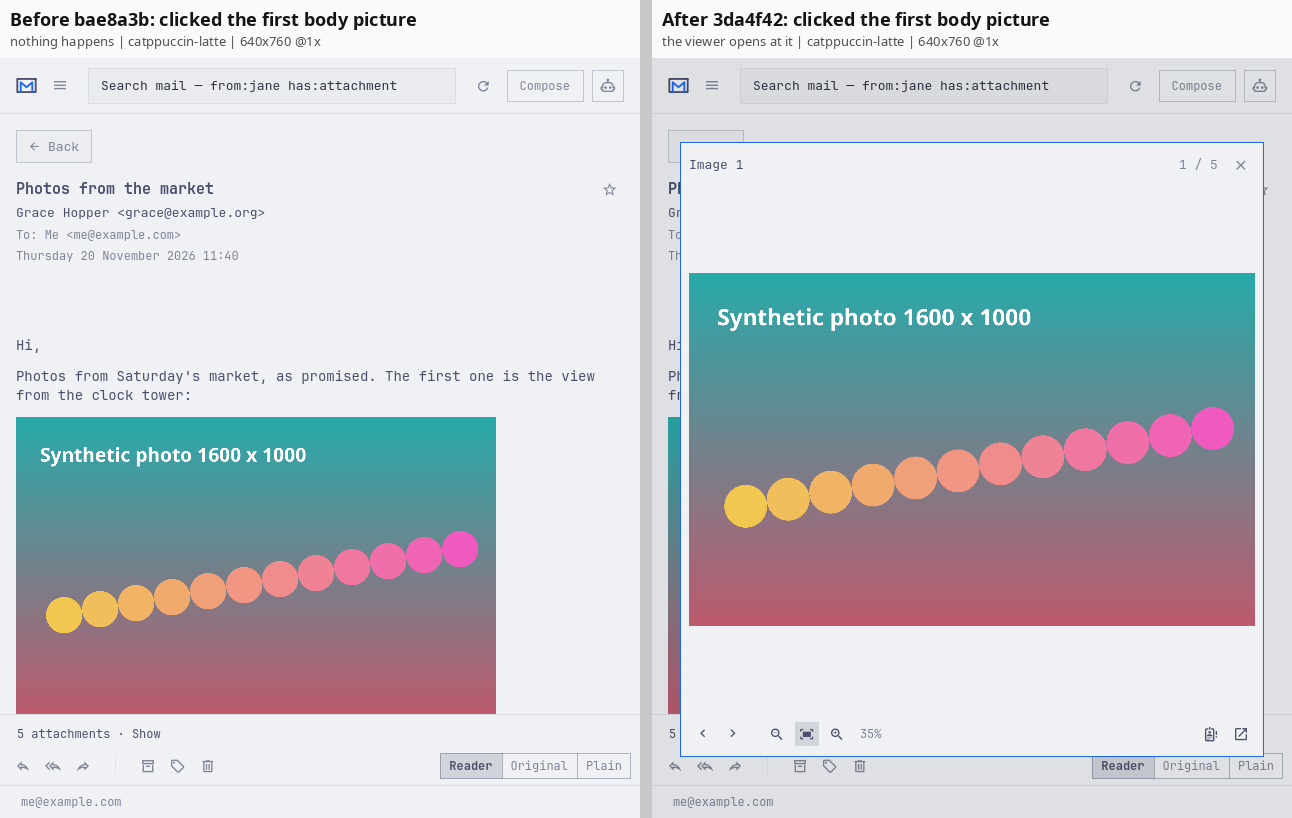 Before bae8a3b: clicked the first body picture
nothing happens | catppuccin-latte | 640x760 @1x
Search mail — from:jane has:attachment
Compose
← Back
Photos from the market
Grace Hopper <grace@example.org>
To: Me <me@example.com>
Thursday 20 November 2026 11:40
Hi,
Photos from Saturday's market, as promised. The first one is the view
from the clock tower:
Synthetic photo 1600 x 1000
5 attachments · Show
Reader Original Plain
me@example.com
After 3da4f42: clicked the first body picture
the viewer opens at it | catppuccin-latte | 640x760 @1x
Search mail — from:jane has:attachment
Compose
Image 1 1 / 5
Synthetic photo 1600 x 1000
35%
5
Reader Original Plain
me@example.com